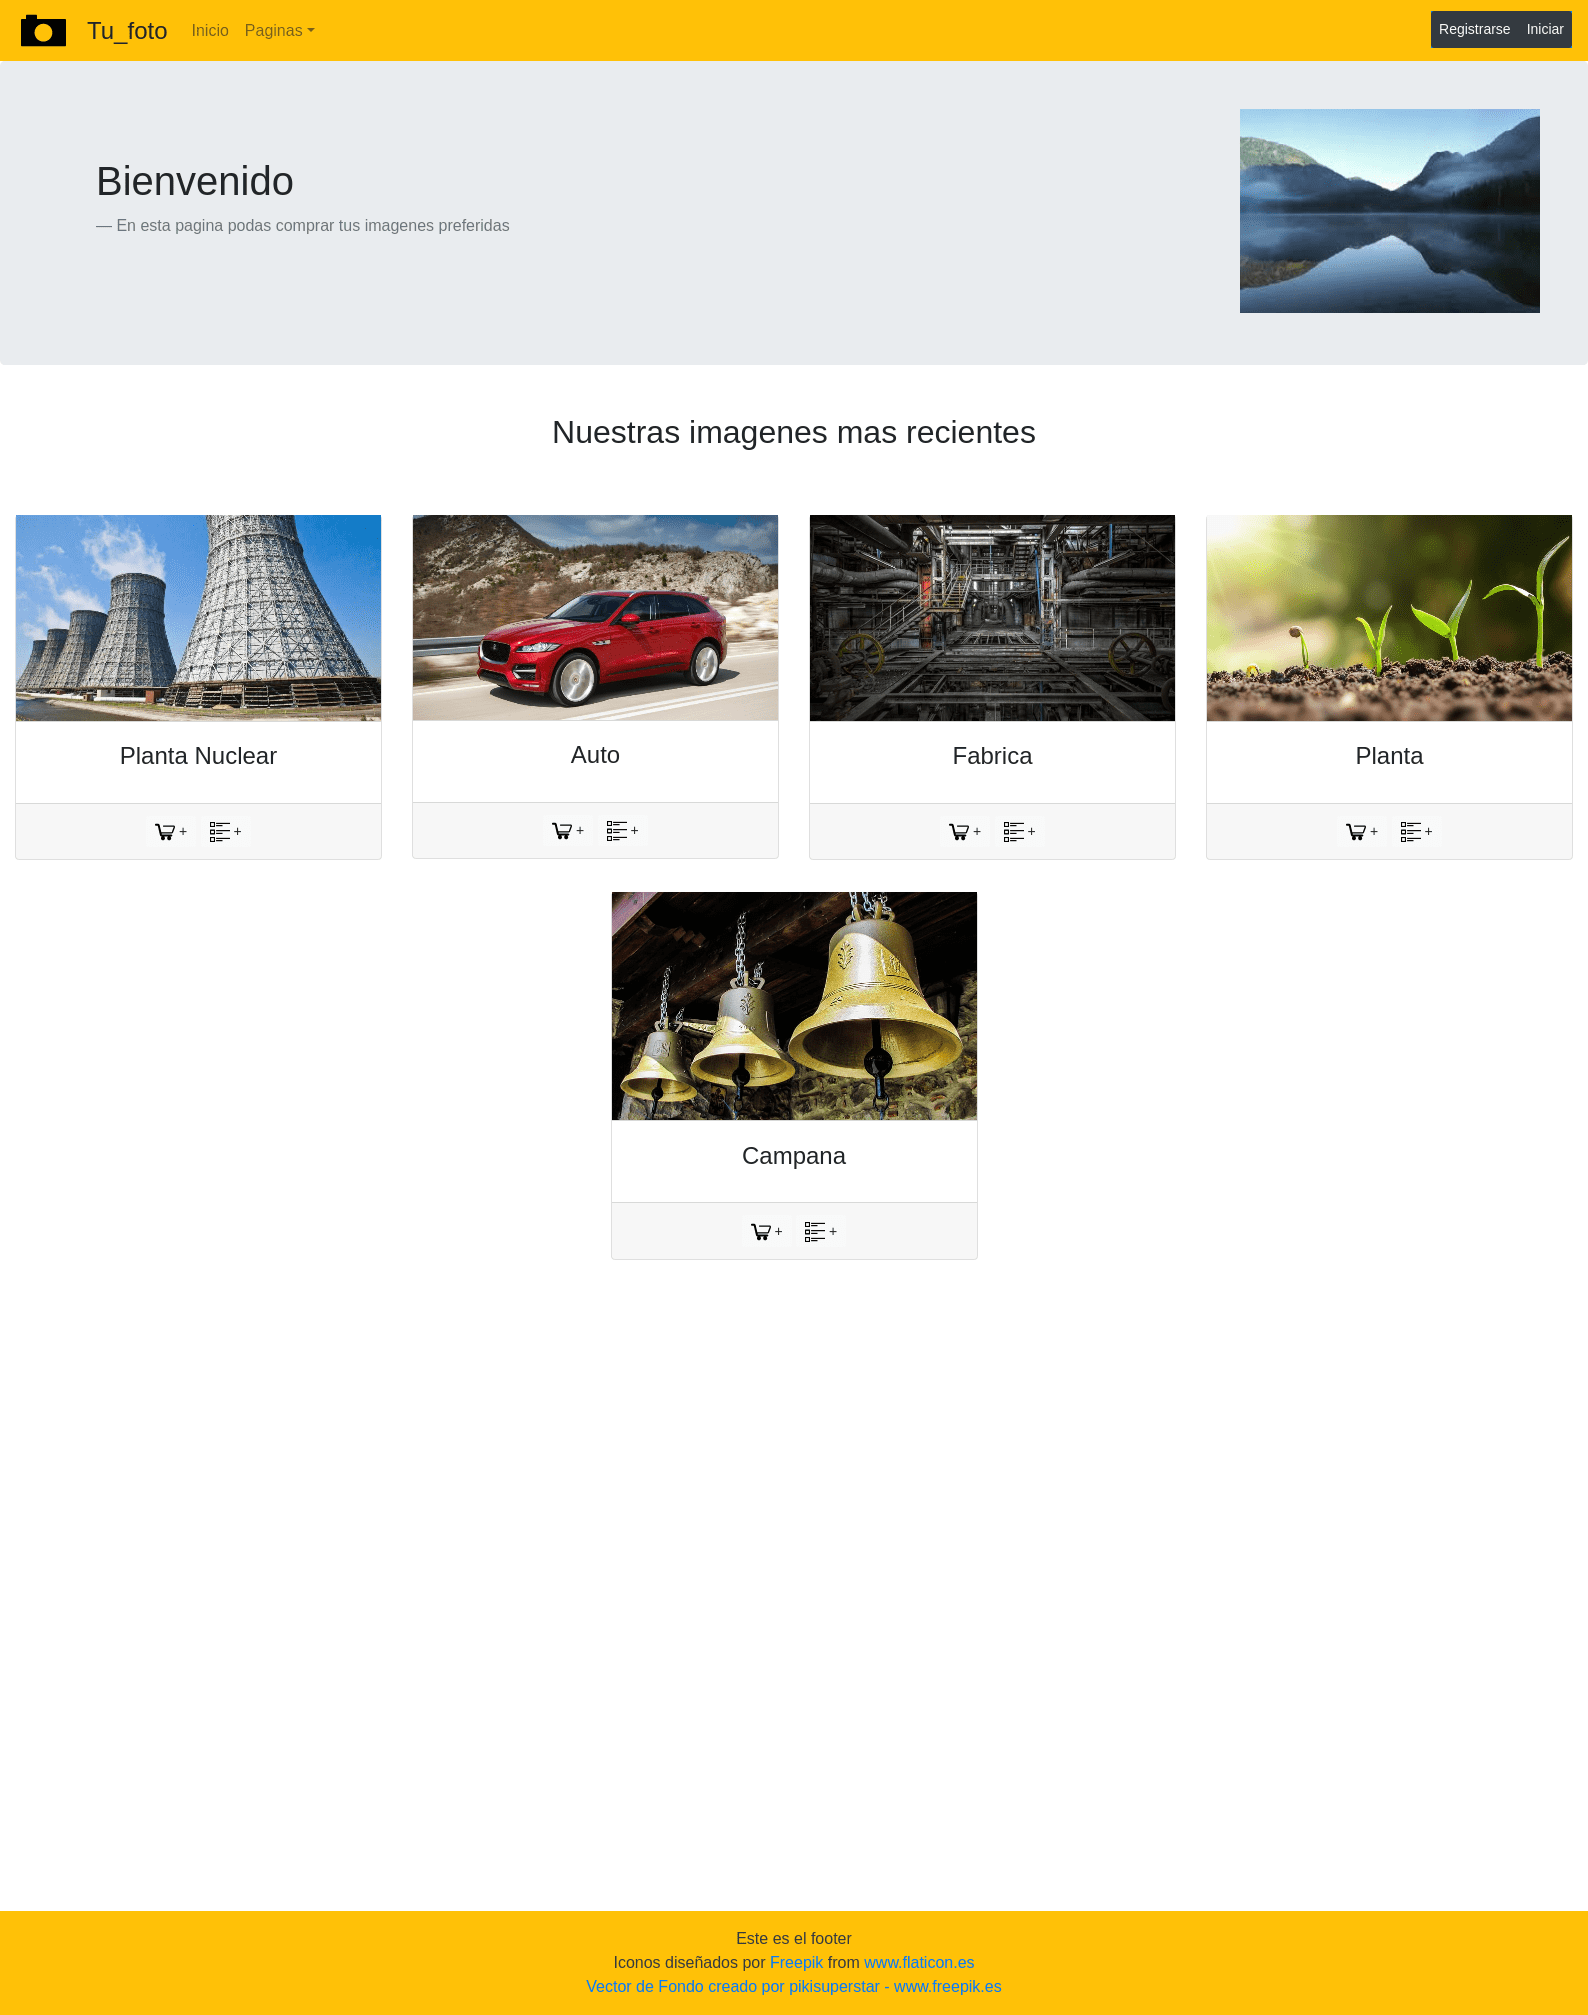 Tu_foto
Inicio
Paginas
Registrarse
Iniciar
Bienvenido
— En esta pagina podas comprar tus imagenes preferidas
Nuestras imagenes mas recientes
Planta Nuclear
Auto
Fabrica
Planta
+ +
+ +
+ +
+ +
Campana
+ +
Este es el footer
Iconos diseñados por Freepik from www.flaticon.es
Vector de Fondo creado por pikisuperstar - www.freepik.es